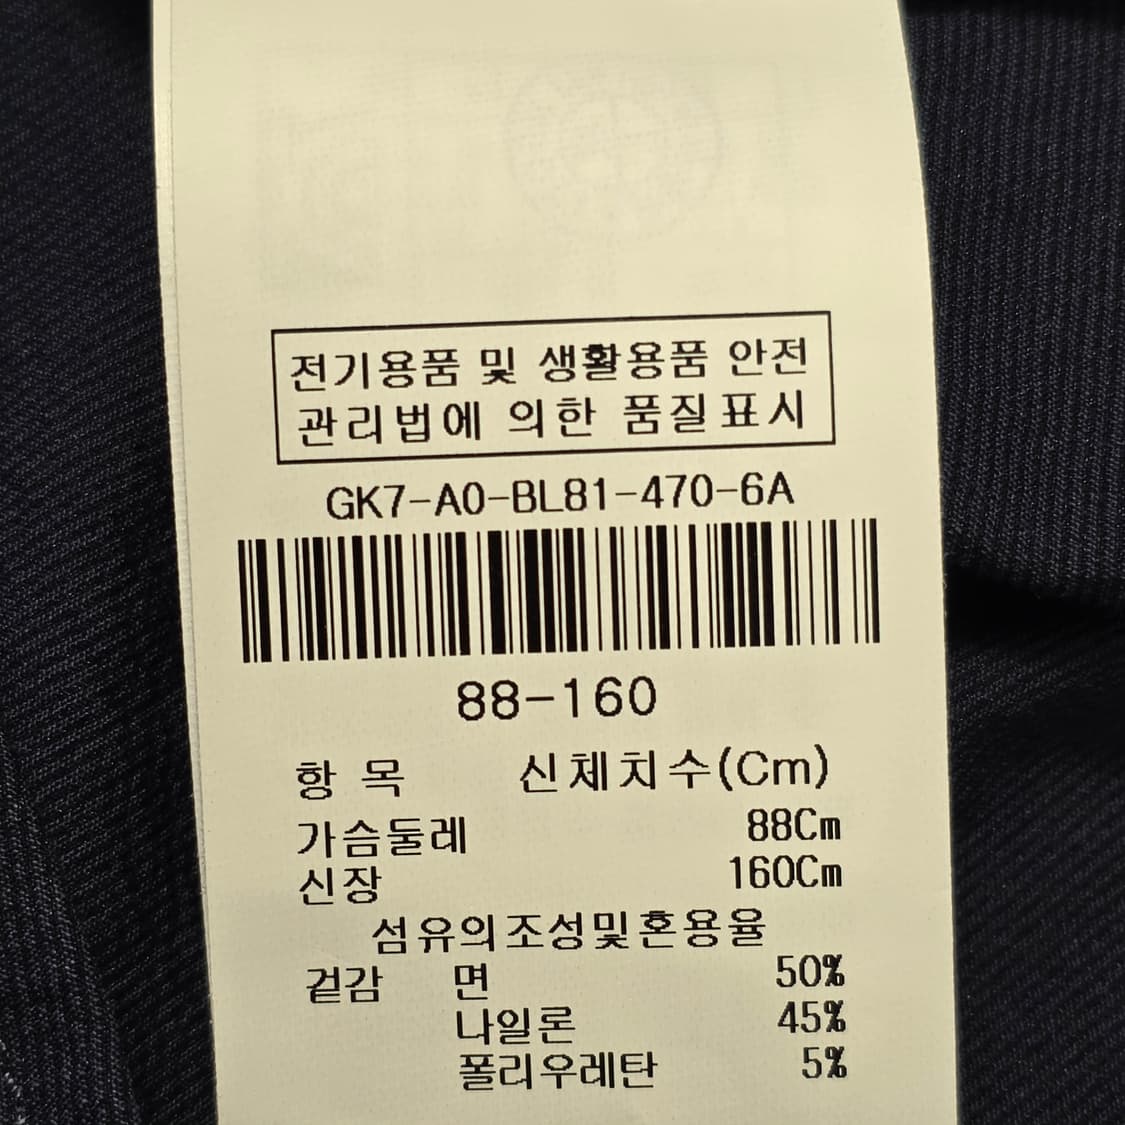 전기용품 및 생활용품 안전
관리법에 의한 품질표시
GK7-A0-BL81-470-6A
88-160
항 목 신체치수(Cm)
가슴둘레 88Cm
신장 160Cm
섬유의조성및혼용율
겉감 면 50%
나일론 45%
폴리우레탄 5%